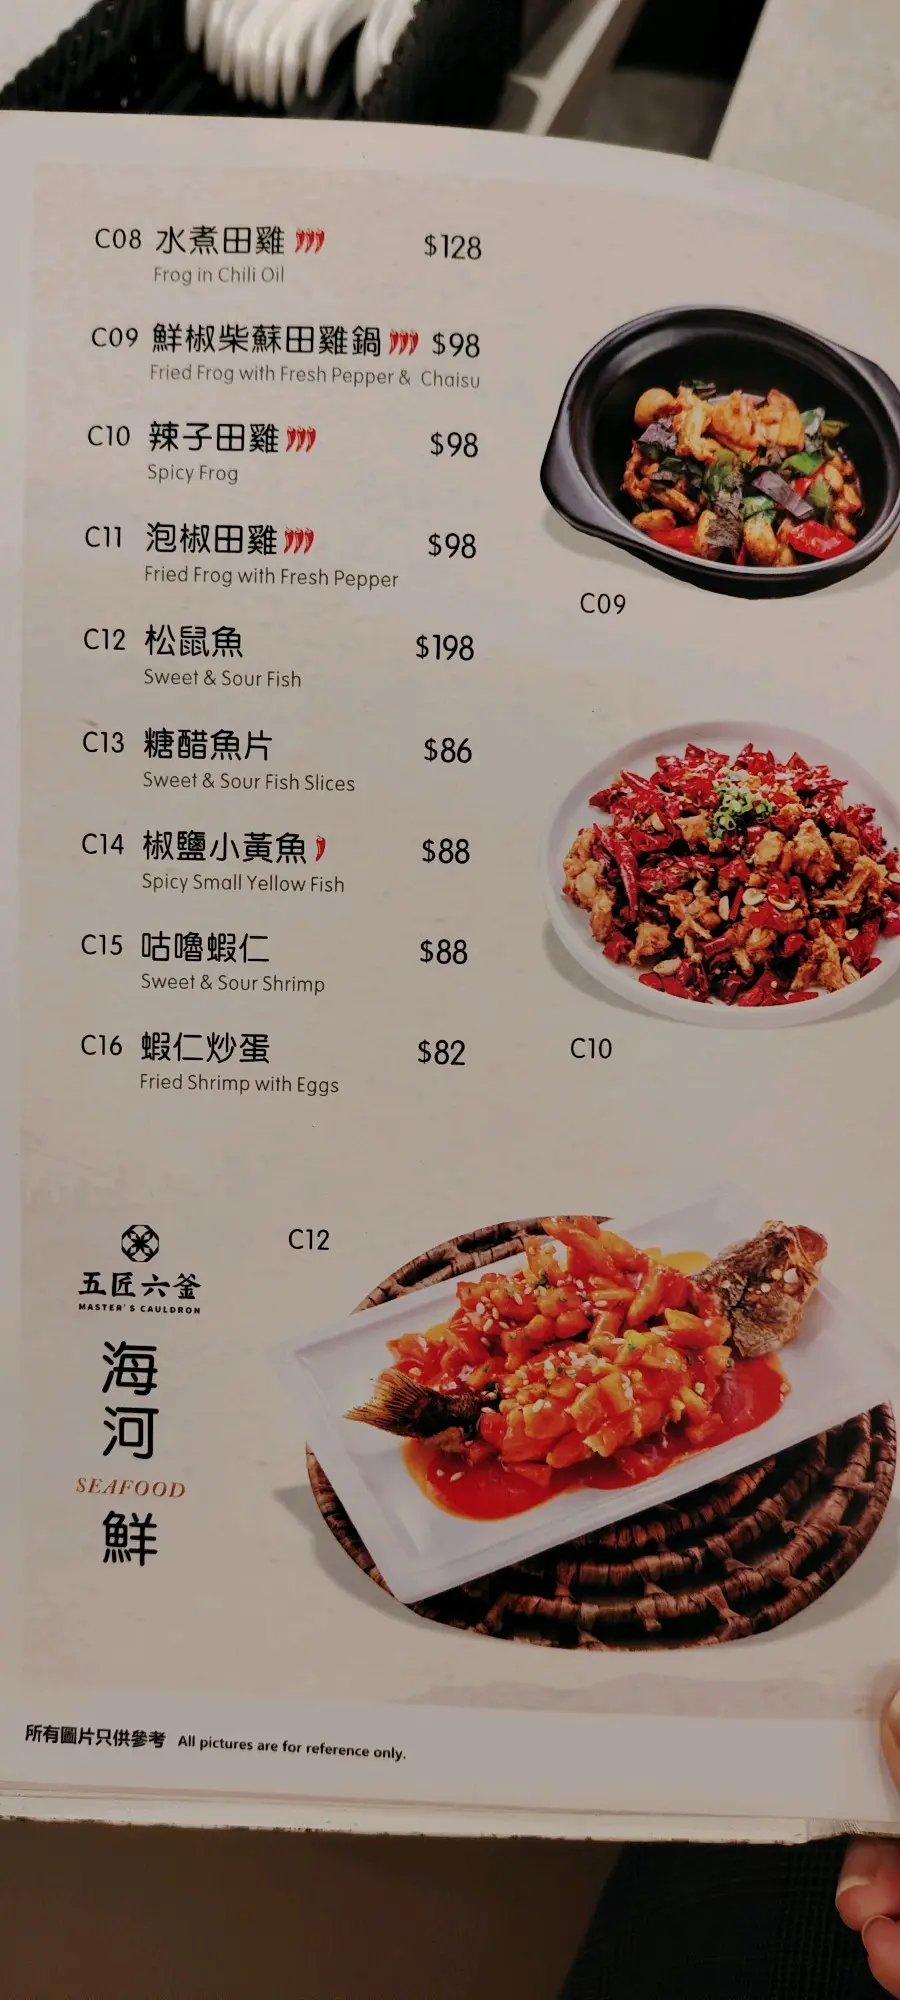 C08 水煮田雞 $128
Frog in Chili Oil
C09 鮮椒柴蘇田雞鍋 $98
Fried Frog with Fresh Pepper & Chaisu
C10 辣子田雞 $98
Spicy Frog
C11 泡椒田雞 $98
Fried Frog with Fresh Pepper
C12 松鼠魚 $198
Sweet & Sour Fish
C13 糖醋魚片 $86
Sweet & Sour Fish Slices
C14 椒鹽小黃魚 $88
Spicy Small Yellow Fish
C15 咕嚕蝦仁 $88
Sweet & Sour Shrimp
C16 蝦仁炒蛋 $82
Fried Shrimp with Eggs
C09
C10
C12
五匠六釜
MASTER'S CAULDRON
海
河
SEAFOOD
鮮
所有圖片只供參考 All pictures are for reference only.